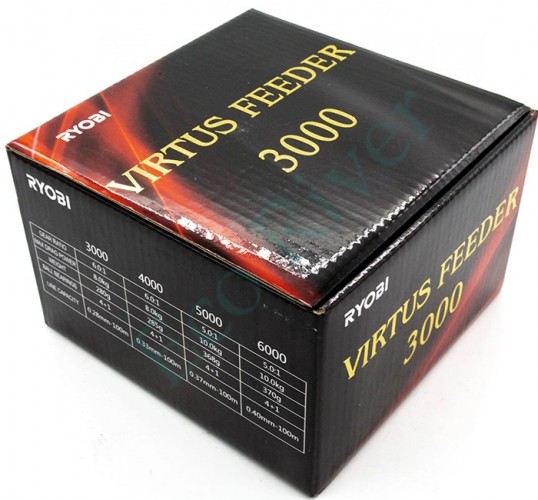 RYOBI
VIRTUS FEEDER
3000
RYOBI
3000 4000 5000 6000
GEAR RATIO 6.0:1 6.0:1 5.0:1 5.0:1
MAX DRAG POWER 8.0kg 8.0kg 10.0kg 10.0kg
WEIGHT 280g 285g 368g 370g
BALL BEARINGS 4+1 4+1 4+1 4+1
LINE CAPACITY 0.28mm-100m 0.33mm-100m 0.37mm-100m 0.40mm-100m
RYOBI
VIRTUS FEEDER
3000